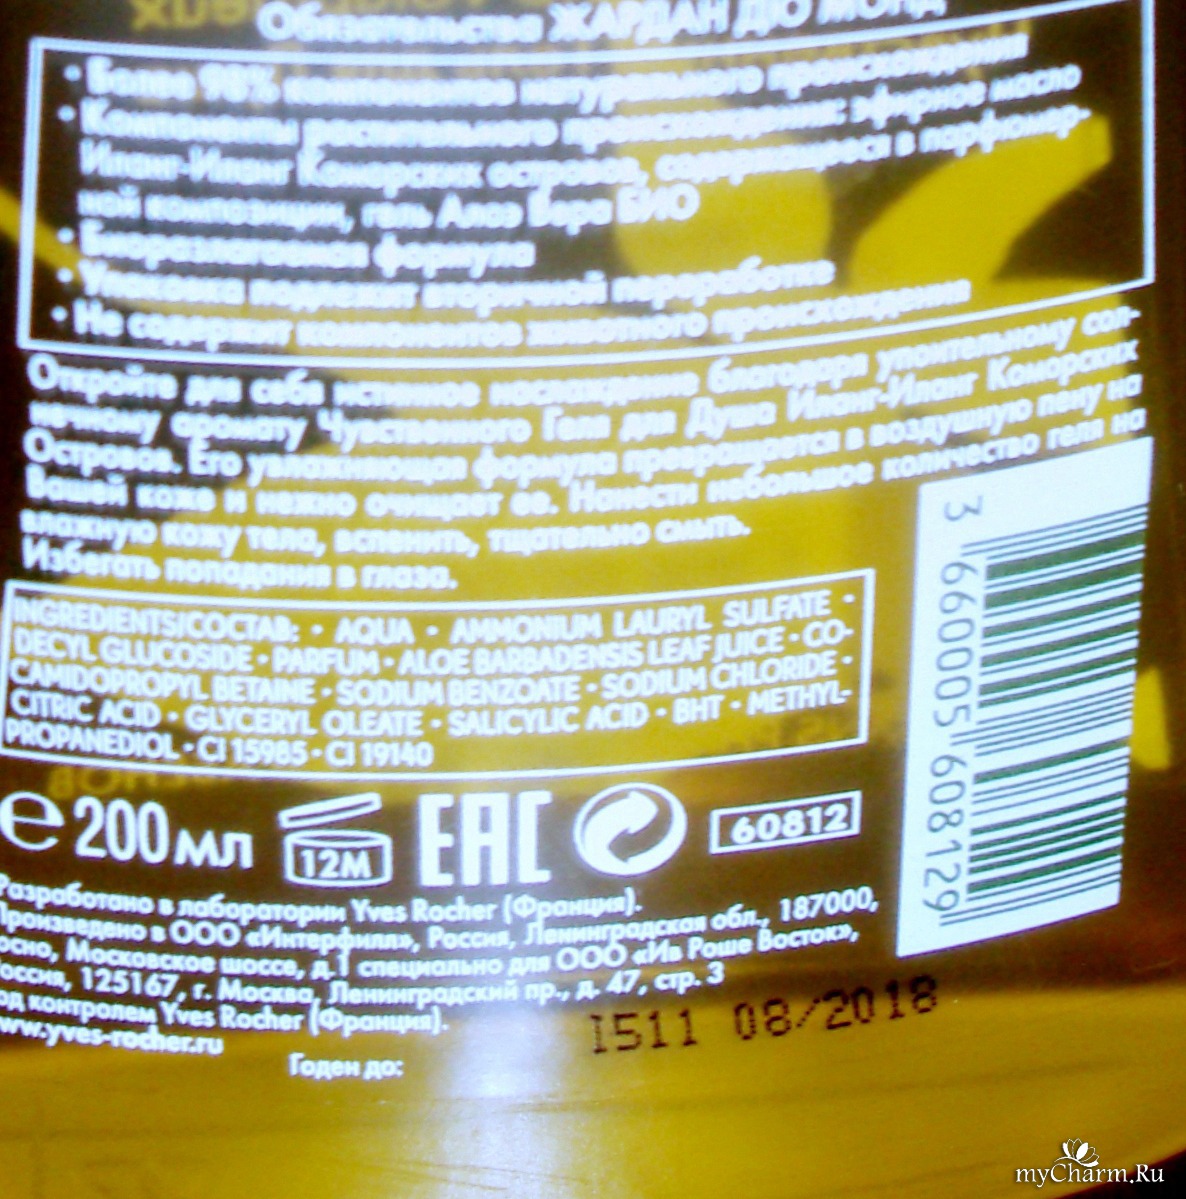 Обязательства ЖАРДАН ДЮ МОНД
• Более 98% компонентов натурального происхождения
• Компоненты растительного происхождения: эфирное масло
Иланг-Иланг Коморских островов, содержащееся в парфюмер-
ной композиции, гель Алоэ Вера БИО
• Биоразлагаемая формула
• Упаковка подлежит вторичной переработке
• Не содержит компонентов животного происхождения
Откройте для себя истинное наслаждение благодаря упоительному сол-
нечному аромату Чувственного Геля для Душа Иланг-Иланг Коморских
Островов. Его увлажняющая формула превращается в воздушную пену на
Вашей коже и нежно очищает ее. Нанести небольшое количество геля на
влажную кожу тела, вспенить, тщательно смыть.
Избегать попадания в глаза.
INGREDIENTS/СОСТАВ: • AQUA • AMMONIUM LAURYL SULFATE •
DECYL GLUCOSIDE • PARFUM • ALOE BARBADENSIS LEAF JUICE • CO-
CAMIDOPROPYL BETAINE • SODIUM BENZOATE • SODIUM CHLORIDE •
CITRIC ACID • GLYCERYL OLEATE • SALICYLIC ACID • BHT • METHYL-
PROPANEDIOL • CI 15985 • CI 19140
3 660005 608129
℮ 200 мл 12M EAC 60812
Разработано в лаборатории Yves Rocher (Франция).
Произведено в ООО «Интерфилл», Россия, Ленинградская обл., 187000,
осно, Московское шоссе, д.1 специально для ООО «Ив Роше Восток»,
оссия, 125167, г. Москва, Ленинградский пр., д. 47, стр. 3
од контролем Yves Rocher (Франция).
www.yves-rocher.ru
Годен до:
I511 08/2018
myCharm.Ru